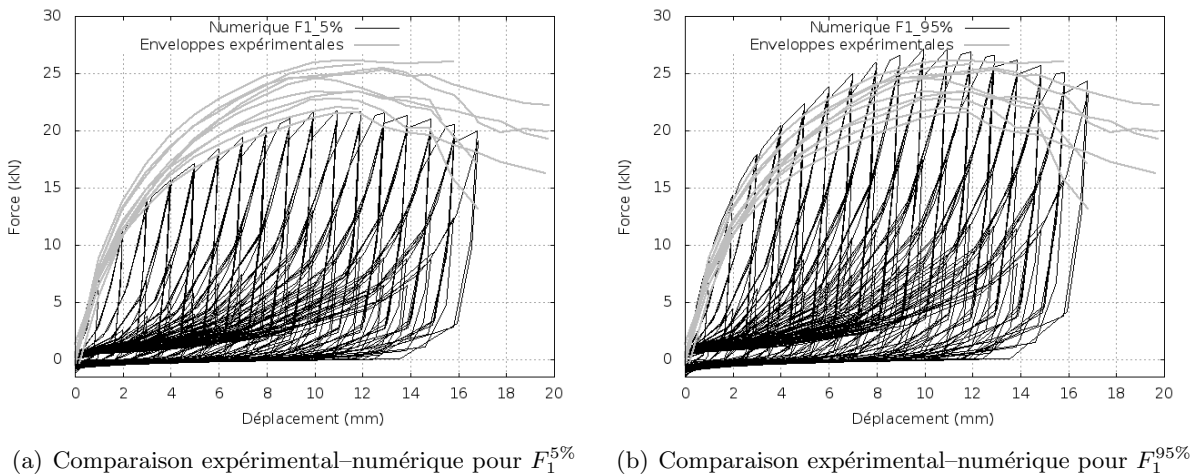 Numerique F1_5%
Enveloppes expérimentales
30
25
20
15
10
5
0
Force (kN)
0 2 4 6 8 10 12 14 16 18 20
Déplacement (mm)
(a) Comparaison expérimental–numérique pour F_1^{5%}
Numerique F1_95%
Enveloppes expérimentales
30
25
20
15
10
5
0
Force (kN)
0 2 4 6 8 10 12 14 16 18 20
Déplacement (mm)
(b) Comparaison expérimental–numérique pour F_1^{95%}